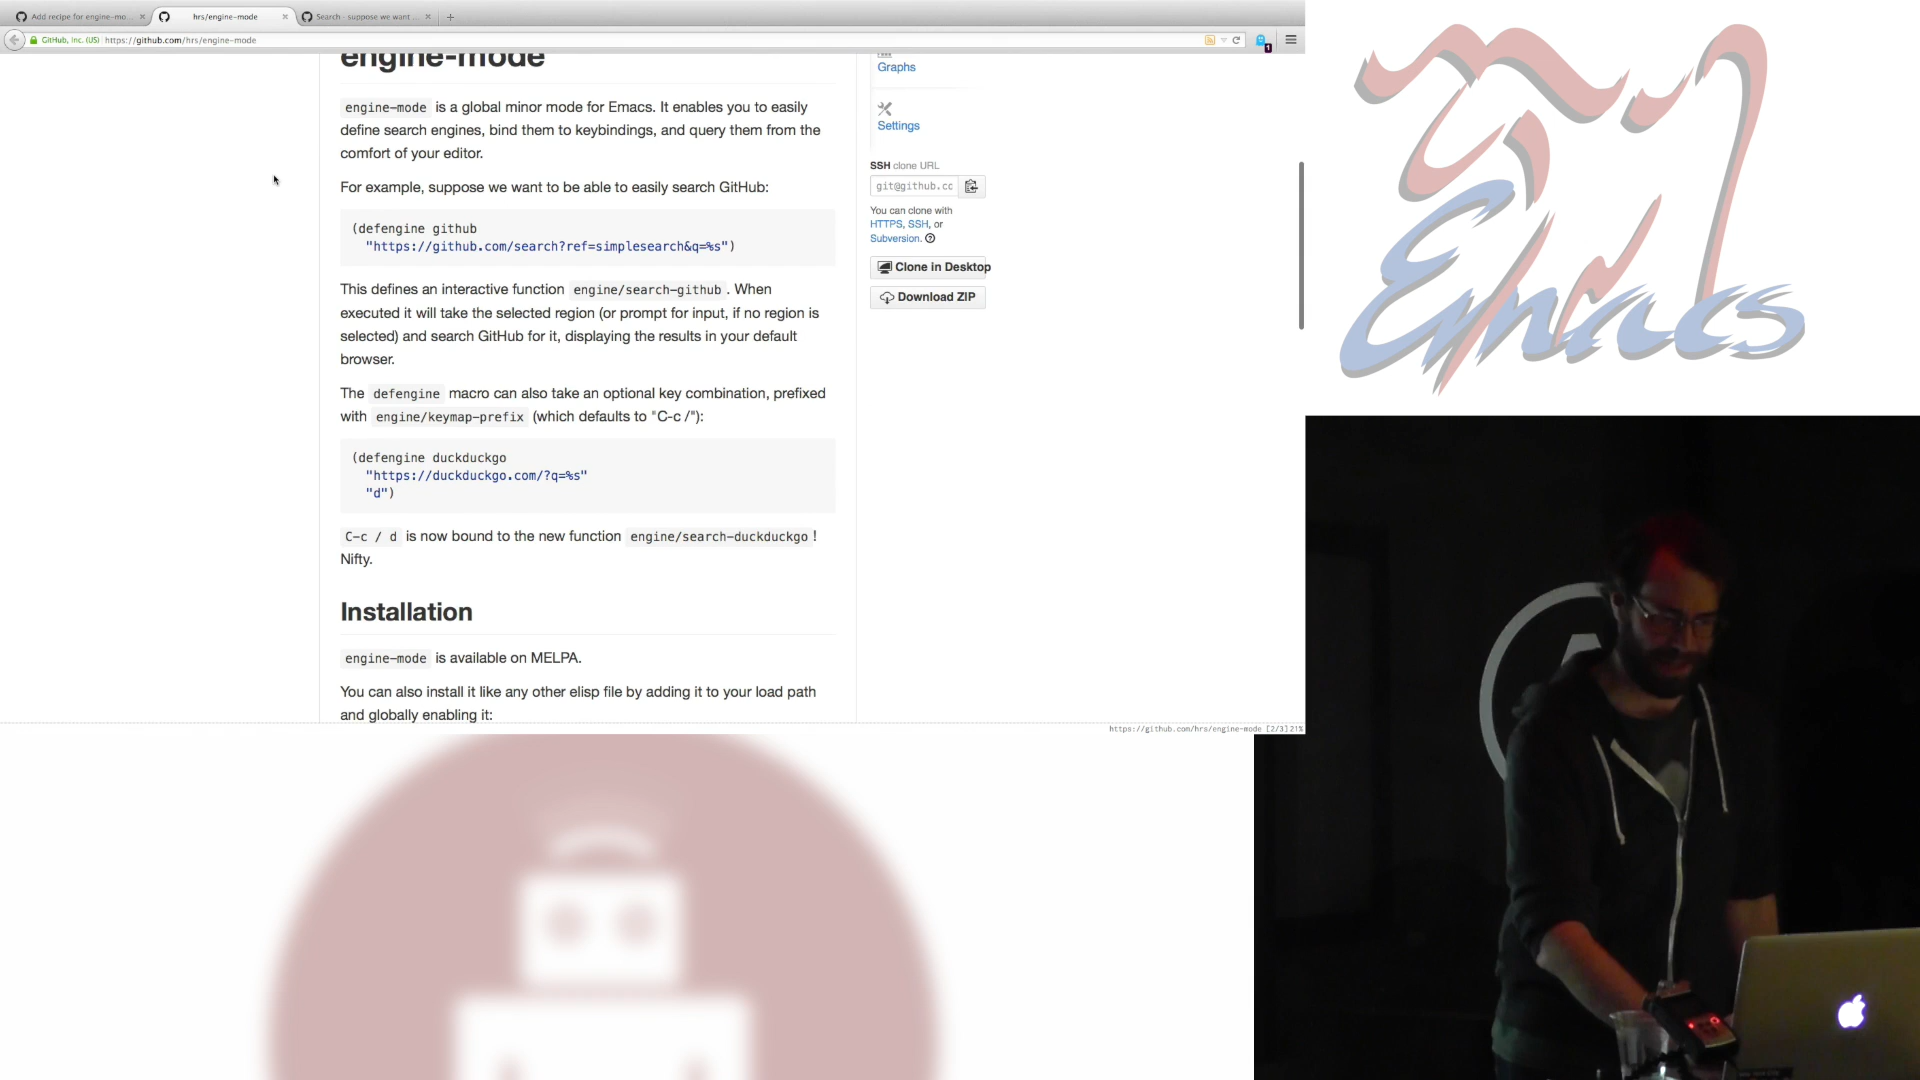 Add recipe for engine-mo...
hrs/engine-mode
Search · suppose we want ...
GitHub, Inc. (US)
https://github.com/hrs/engine-mode
1
engine-mode
engine-mode is a global minor mode for Emacs. It enables you to easily
define search engines, bind them to keybindings, and query them from the
comfort of your editor.
For example, suppose we want to be able to easily search GitHub:
(defengine github
"https://github.com/search?ref=simplesearch&q=%s")
This defines an interactive function engine/search-github . When
executed it will take the selected region (or prompt for input, if no region is
selected) and search GitHub for it, displaying the results in your default
browser.
The defengine macro can also take an optional key combination, prefixed
with engine/keymap-prefix (which defaults to "C-c /"):
(defengine duckduckgo
"https://duckduckgo.com/?q=%s"
"d")
C-c / d is now bound to the new function engine/search-duckduckgo !
Nifty.
Installation
engine-mode is available on MELPA.
You can also install it like any other elisp file by adding it to your load path
and globally enabling it:
Graphs
Settings
SSH clone URL
git@github.cc
You can clone with
HTTPS, SSH, or
Subversion.
Clone in Desktop
Download ZIP
https://github.com/hrs/engine-mode [2/3]21%
Emacs